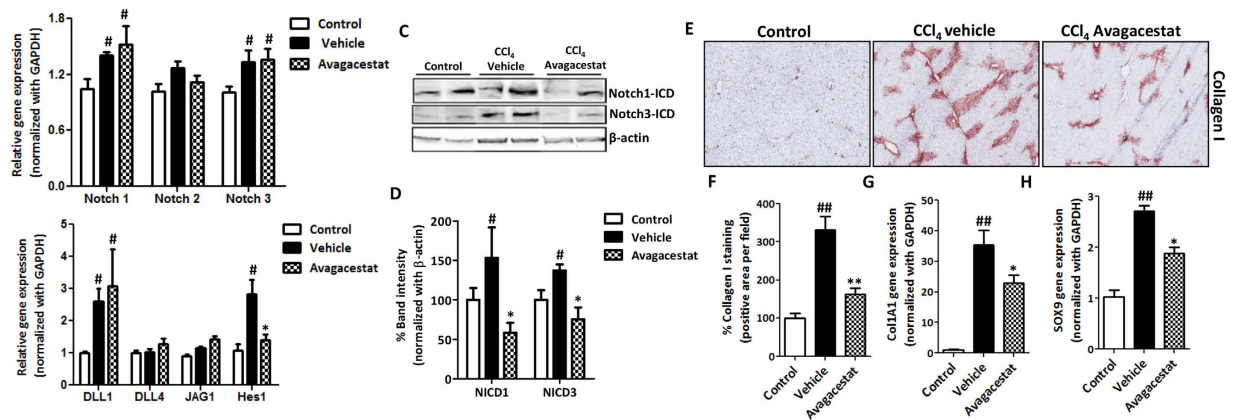 Relative gene expression
(normalized with GAPDH)
1.8
1.2
0.6
0.0
#
#
#
#
Control
Vehicle
Avagacestat
Notch 1
Notch 2
Notch 3
Relative gene expression
(normalized with GAPDH)
5
4
3
2
1
0
#
#
#
*
Control
Vehicle
Avagacestat
DLL1
DLL4
JAG1
Hes1
C
Control
CCl4
Vehicle
CCl4
Avagacestat
Notch1-ICD
Notch3-ICD
β-actin
D
% Band intensity
(normalized with β-actin)
200
150
100
50
0
#
*
#
*
Control
Vehicle
Avagacestat
NICD1
NICD3
E
Control
CCl4 vehicle
CCl4 Avagacestat
Collagen I
F
% Collagen I staining
(positive area per field)
400
300
200
100
0
##
**
Control
Vehicle
Avagacestat
G
Col1A1 gene expression
(normalized with GAPDH)
50
40
30
20
10
0
##
*
Control
Vehicle
Avagacestat
H
SOX9 gene expression
(normalized with GAPDH)
3
2
1
0
##
*
Control
Vehicle
Avagacestat